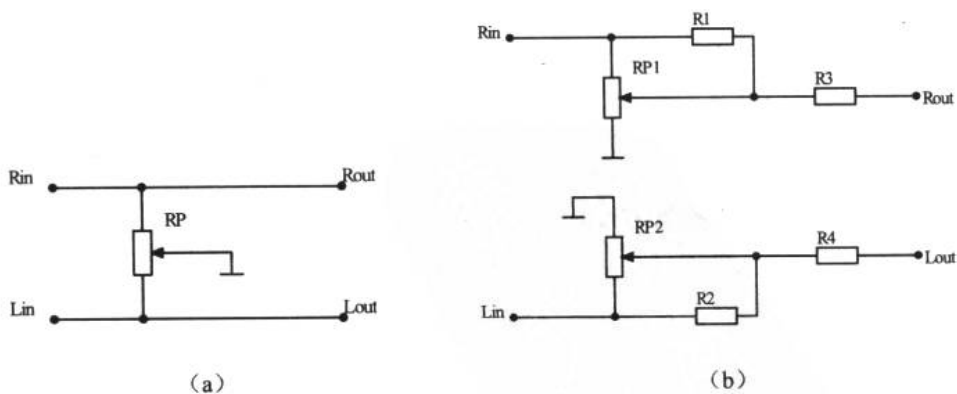 Rin
Rout
RP
Lin
Lout
(a)
R1
Rin
RP1
R3
Rout
RP2
R4
Lout
R2
Lin
(b)